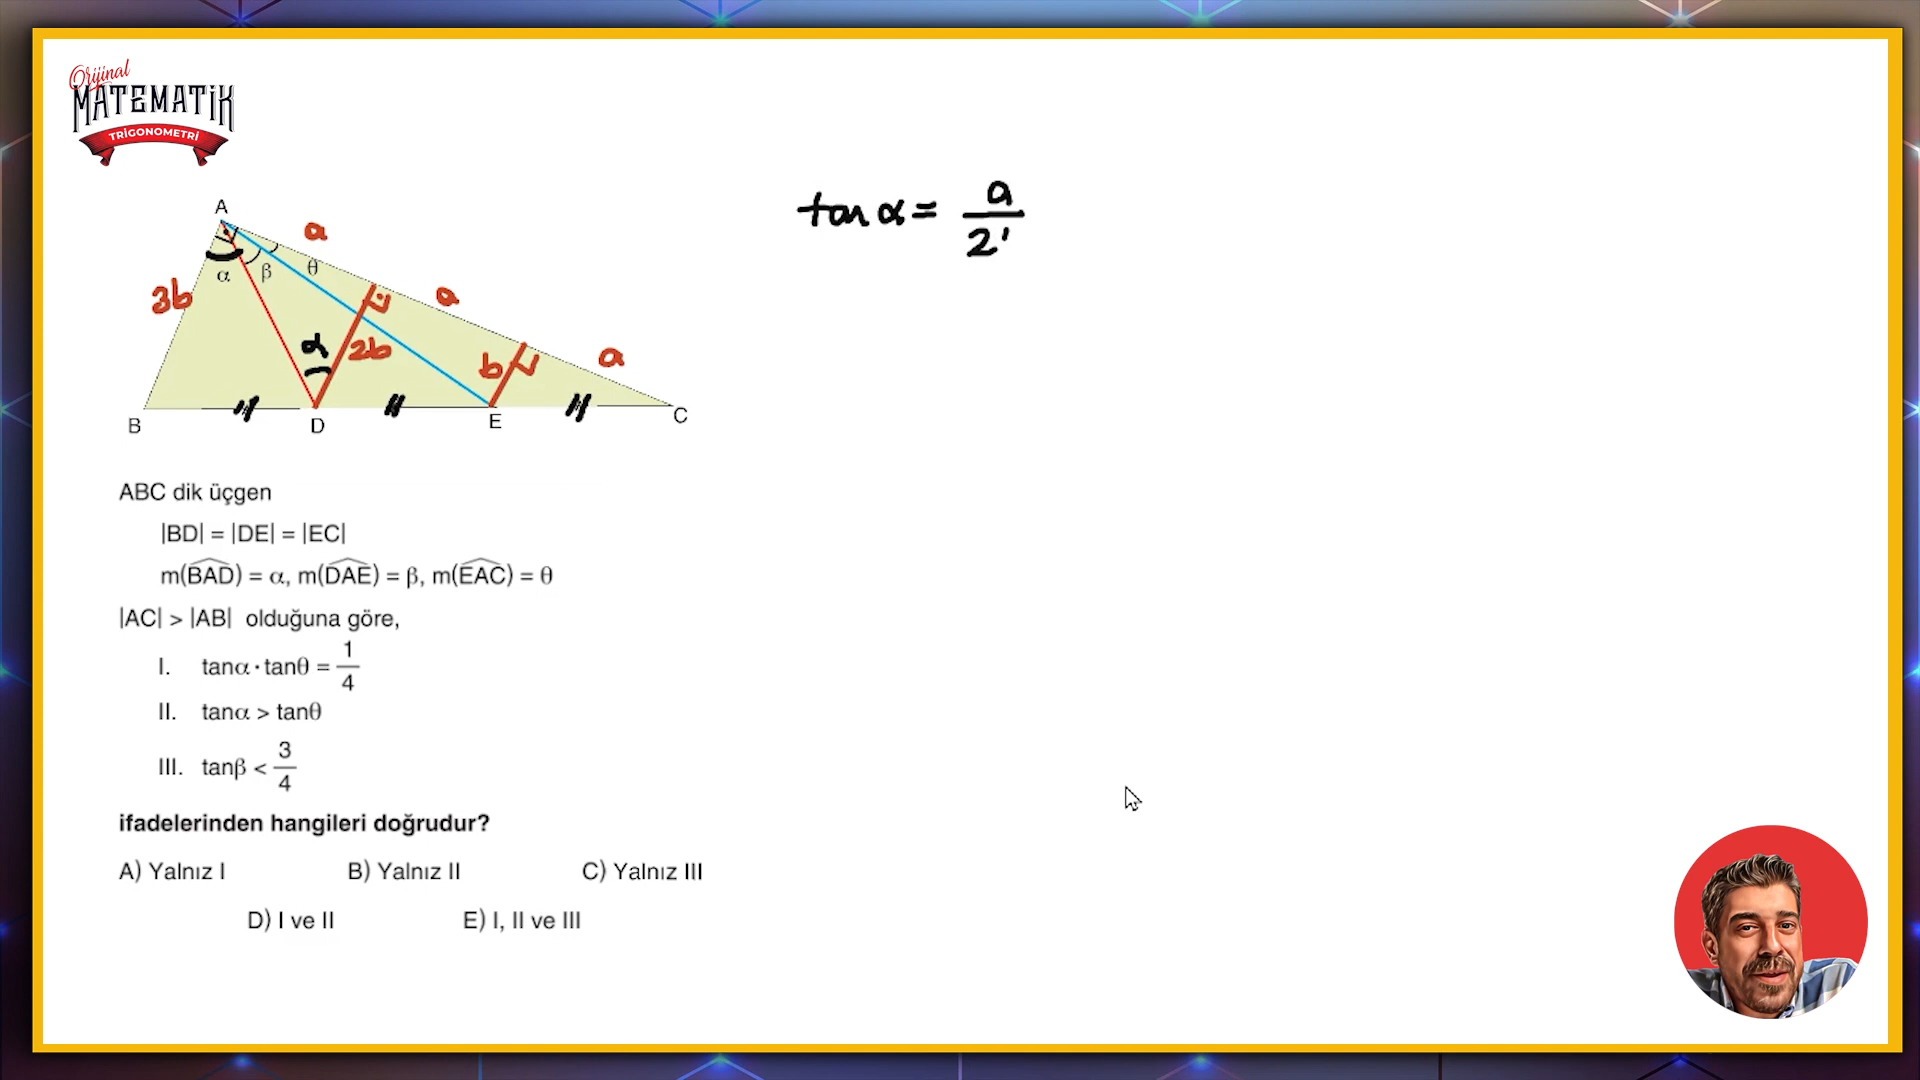 Orijinal
MATEMATİK
TRİGONOMETRİ
A
a
tan α = a/2'
α β θ
3b
a
α
2b
b
a
B
D
E
C
ABC dik üçgen
|BD| = |DE| = |EC|
m(BAD) = α, m(DAE) = β, m(EAC) = θ
|AC| > |AB| olduğuna göre,
I. tanα · tanθ = 1/4
II. tanα > tanθ
III. tanβ < 3/4
ifadelerinden hangileri doğrudur?
A) Yalnız I B) Yalnız II C) Yalnız III
D) I ve II E) I, II ve III